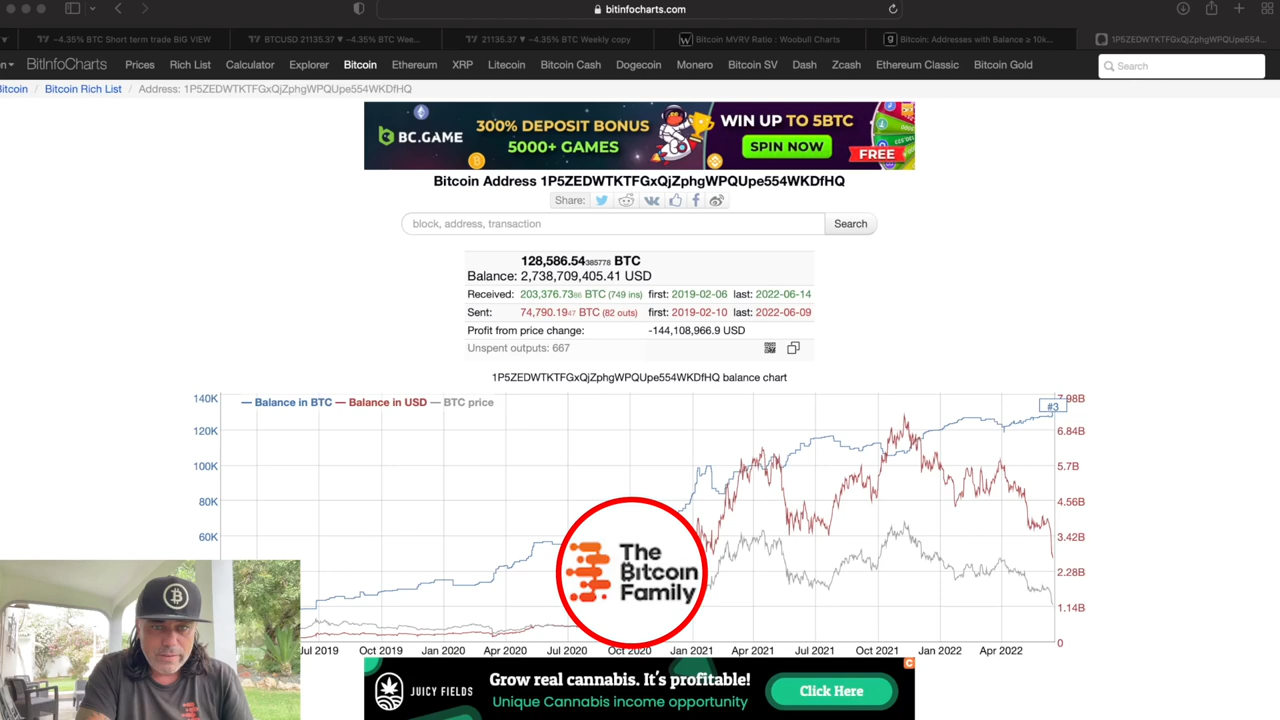 bitinfocharts.com
−4.35% BTC Short term trade BIG VIEW
BTCUSD 21135.37 ▼ −4.35% BTC Wee...
21135.37 ▼ −4.35% BTC Weekly copy
Bitcoin MVRV Ratio : Woobull Charts
Bitcoin: Addresses with Balance ≥ 10k...
1P5ZEDWTKTFGxQjZphgWPQUpe554...
BitInfoCharts Prices Rich List Calculator Explorer Bitcoin Ethereum XRP Litecoin Bitcoin Cash Dogecoin Monero Bitcoin SV Dash Zcash Ethereum Classic Bitcoin Gold Search
Bitcoin Rich List Address: 1P5ZEDWTKTFGxQjZphgWPQUpe554WKDfHQ
BC.GAME
300% DEPOSIT BONUS
5000+ GAMES
WIN UP TO 5BTC
SPIN NOW
FREE
Bitcoin Address 1P5ZEDWTKTFGxQjZphgWPQUpe554WKDfHQ
Share:
block, address, transaction Search
128,586.54385778 BTC
Balance: 2,738,709,405.41 USD
Received: 203,376.7386 BTC (749 ins) first: 2019-02-06 last: 2022-06-14
Sent: 74,790.1947 BTC (82 outs) first: 2019-02-10 last: 2022-06-09
Profit from price change: -144,108,966.9 USD
Unspent outputs: 667
1P5ZEDWTKTFGxQjZphgWPQUpe554WKDfHQ balance chart
Balance in BTC Balance in USD BTC price
#3
140K
120K
100K
80K
60K
7.98B
6.84B
5.7B
4.56B
3.42B
2.28B
1.14B
0
The
Bitcoin
Family
Jul 2019 Oct 2019 Jan 2020 Apr 2020 Jul 2020 Oct 2020 Jan 2021 Apr 2021 Jul 2021 Oct 2021 Jan 2022 Apr 2022
JUICY FIELDS
Grow real cannabis. It's profitable!
Unique Cannabis income opportunity
Click Here